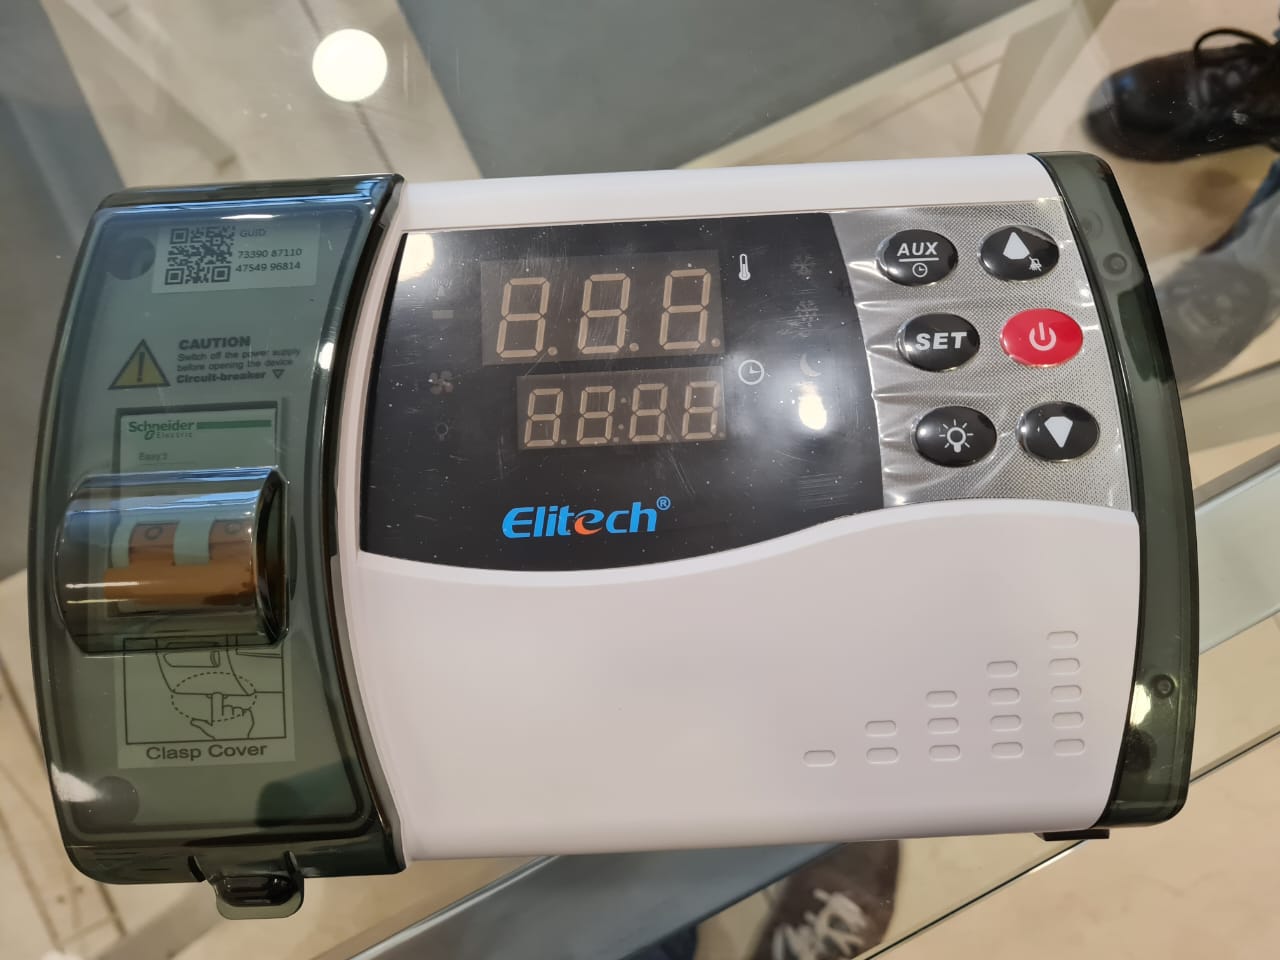 GUID
73390 87110
47549 96814
CAUTION
Switch off the power supply
before opening the device
Circuit-breaker ▽
Schneider
Electric
Easy9
Clasp Cover
Elitech®
AUX
SET